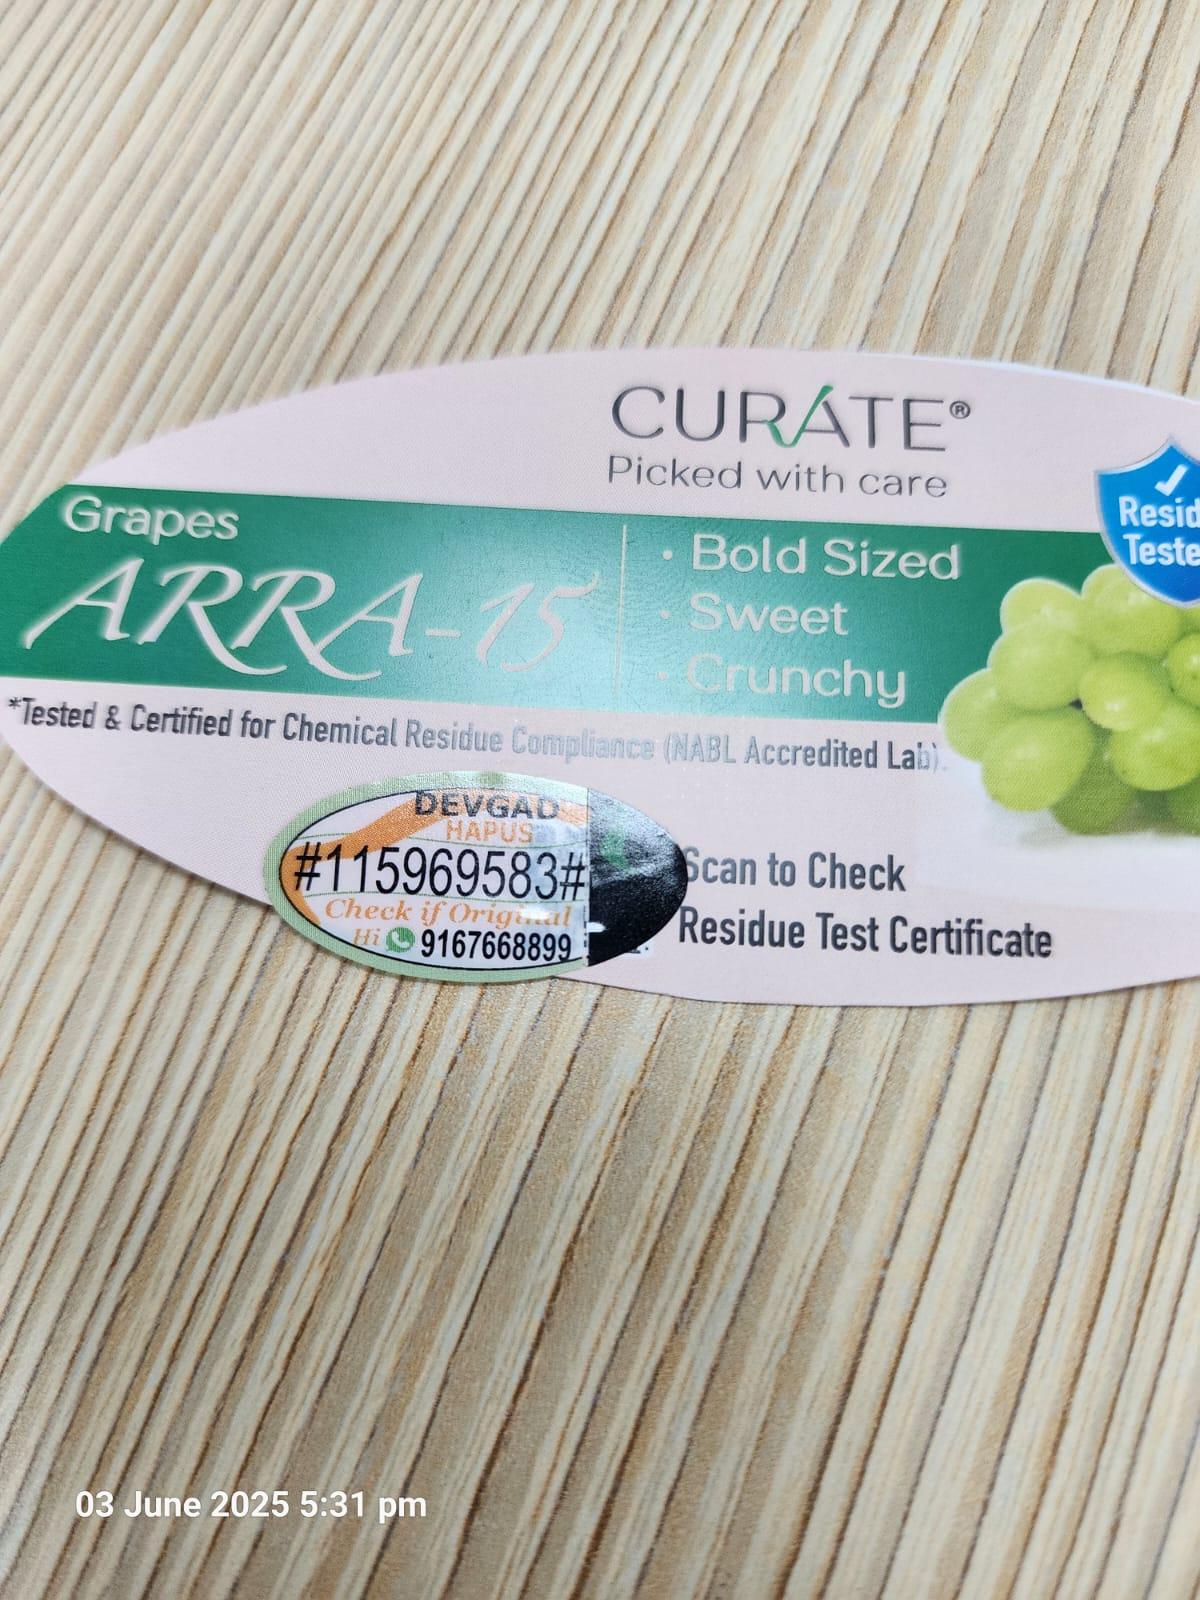 CURATE®
Picked with care
Resid
Teste
Grapes
ARRA-15
• Bold Sized
• Sweet
• Crunchy
*Tested & Certified for Chemical Residue Compliance (NABL Accredited Lab).
DEVGAD
HAPUS
#115969583#
Check if Original
Hi 9167668899
Scan to Check
Residue Test Certificate
03 June 2025 5:31 pm